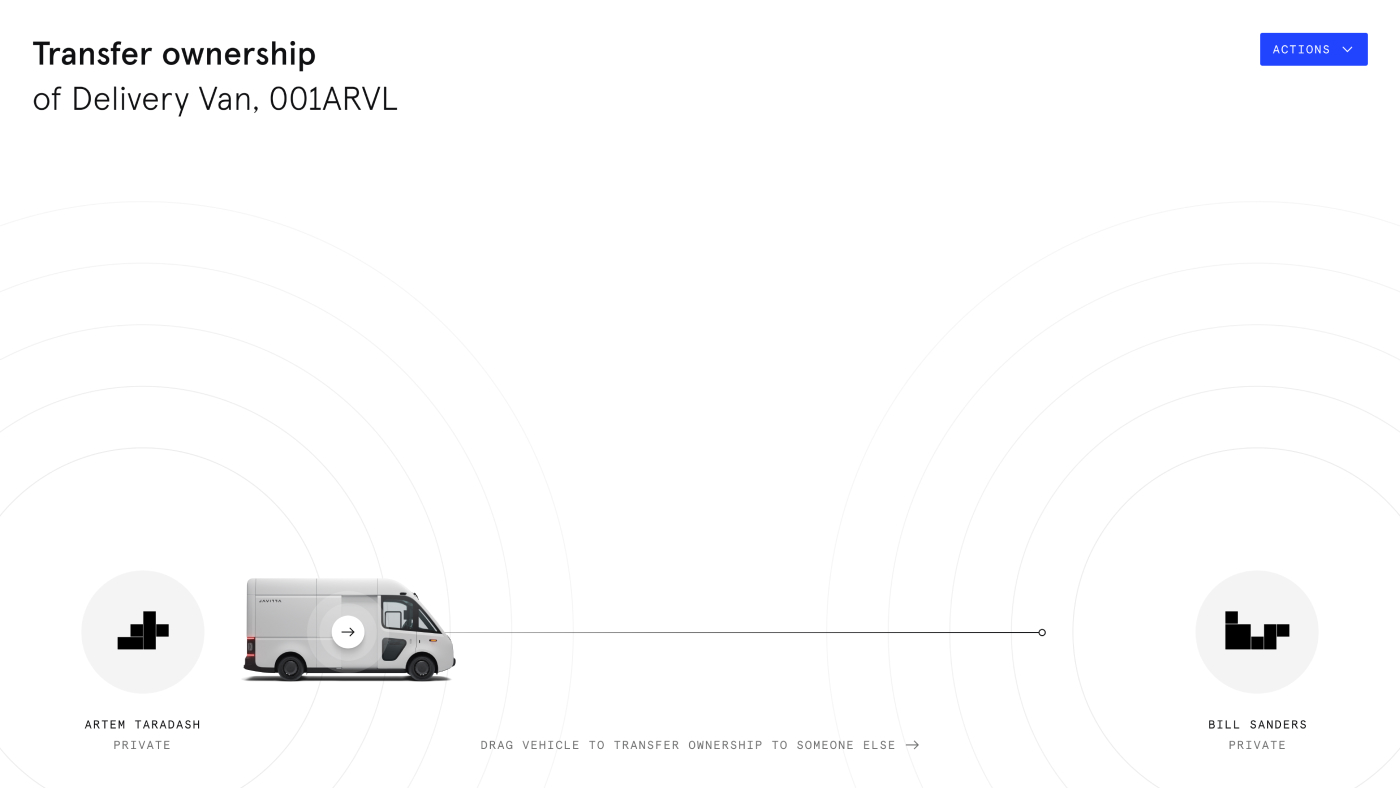 Transfer ownership
of Delivery Van, 001ARVL
ACTIONS
ARTEM TARADASH
PRIVATE
DRAG VEHICLE TO TRANSFER OWNERSHIP TO SOMEONE ELSE →
BILL SANDERS
PRIVATE